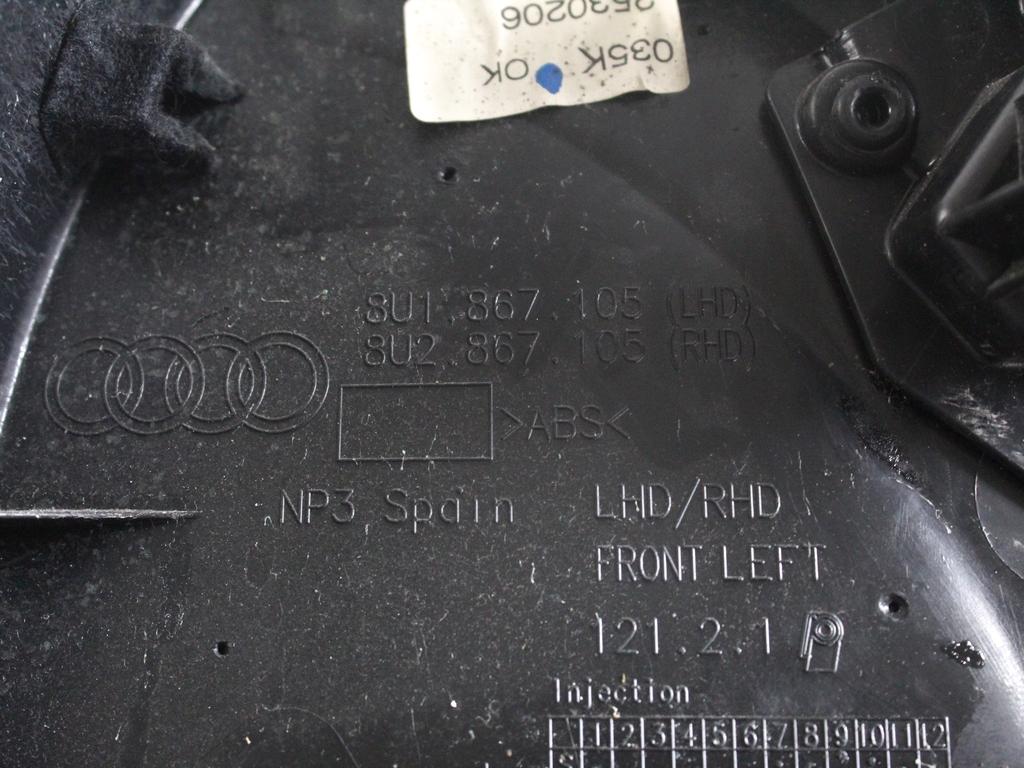 2530206
035K OK
8U1.867.105 (LHD)
8U2.867.105 (RHD)
>ABS<
NP3 Spain
LHD/RHD
FRONT LEFT
121.2.1
Injection
1 2 3 4 5 6 7 8 9 10 11 12